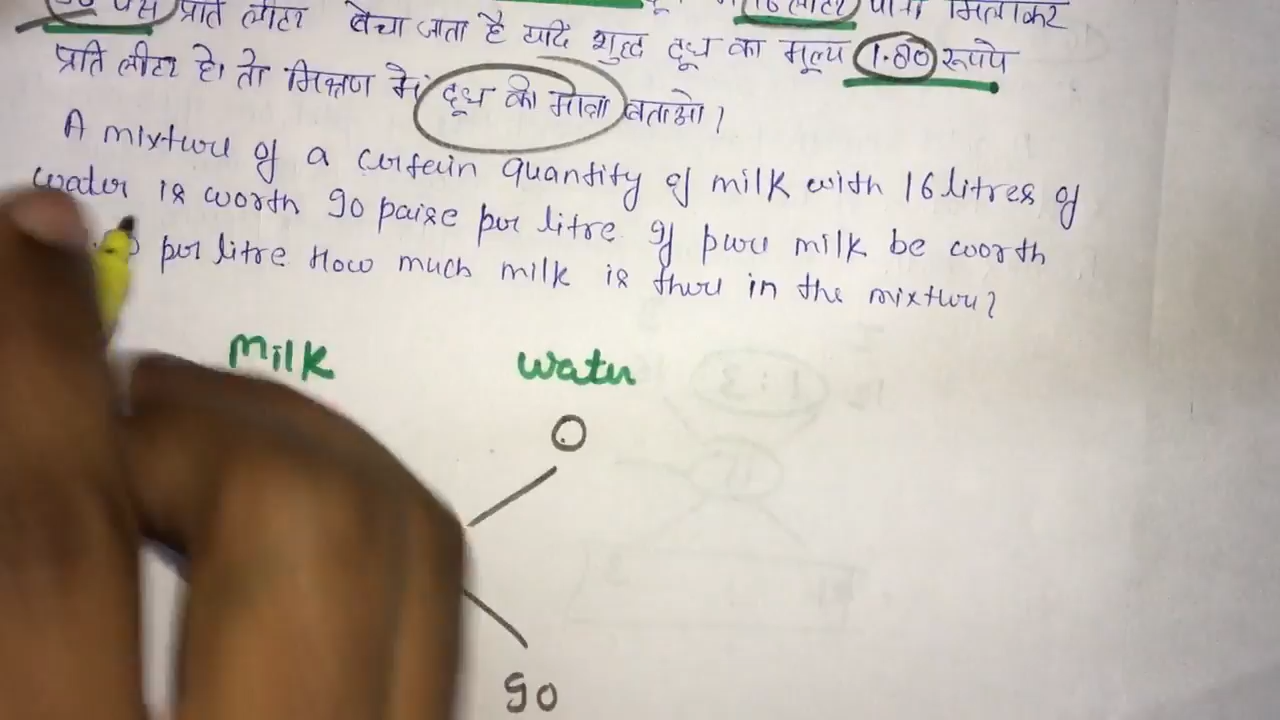 प्रति लीटर बेचा जाता है यदि शुद्ध दूध का मूल्य 1.80 रूपये
प्रति लीटर है। तो मिक्षण में दूध की मात्रा बताओ ?
A mixture of a certain quantity of milk with 16 litres of
water is worth 90 paise per litre If pure milk be worth
per litre How much milk is there in the mixture?
Milk water
0
90